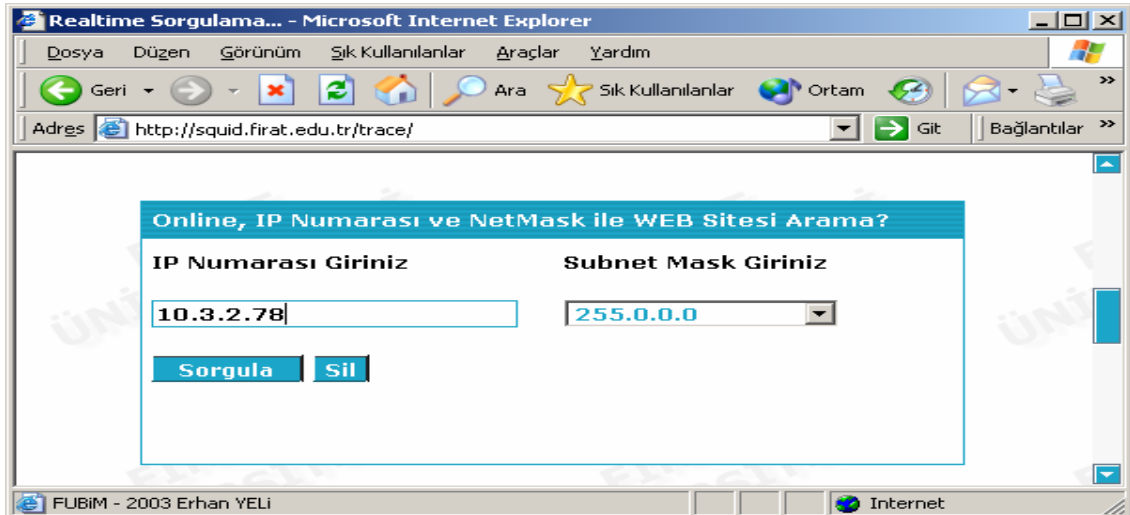 Realtime Sorgulama... - Microsoft Internet Explorer
Dosya Düzen Görünüm Sık Kullanılanlar Araçlar Yardım
Geri Ara Sık Kullanılanlar Ortam
Adres http://squid.firat.edu.tr/trace/ Git Bağlantılar
Online, IP Numarası ve NetMask ile WEB Sitesi Arama?
IP Numarası Giriniz Subnet Mask Giriniz
10.3.2.78 255.0.0.0
Sorgula Sil
FUBiM - 2003 Erhan YELi Internet